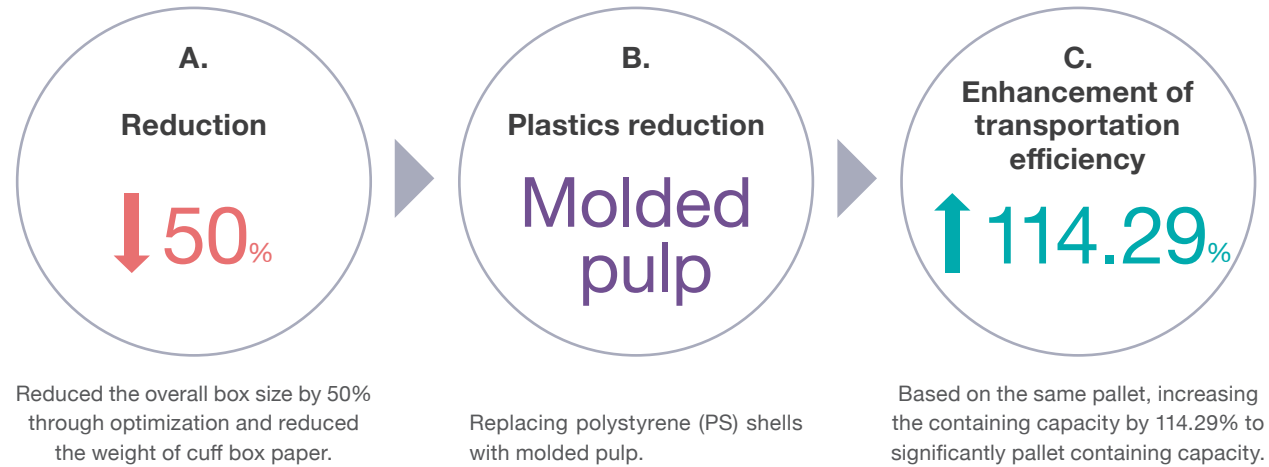 A.
Reduction
50%
Reduced the overall box size by 50%
through optimization and reduced
the weight of cuff box paper.
B.
Plastics reduction
Molded
pulp
Replacing polystyrene (PS) shells
with molded pulp.
C.
Enhancement of
transportation
efficiency
114.29%
Based on the same pallet, increasing
the containing capacity by 114.29% to
significantly pallet containing capacity.